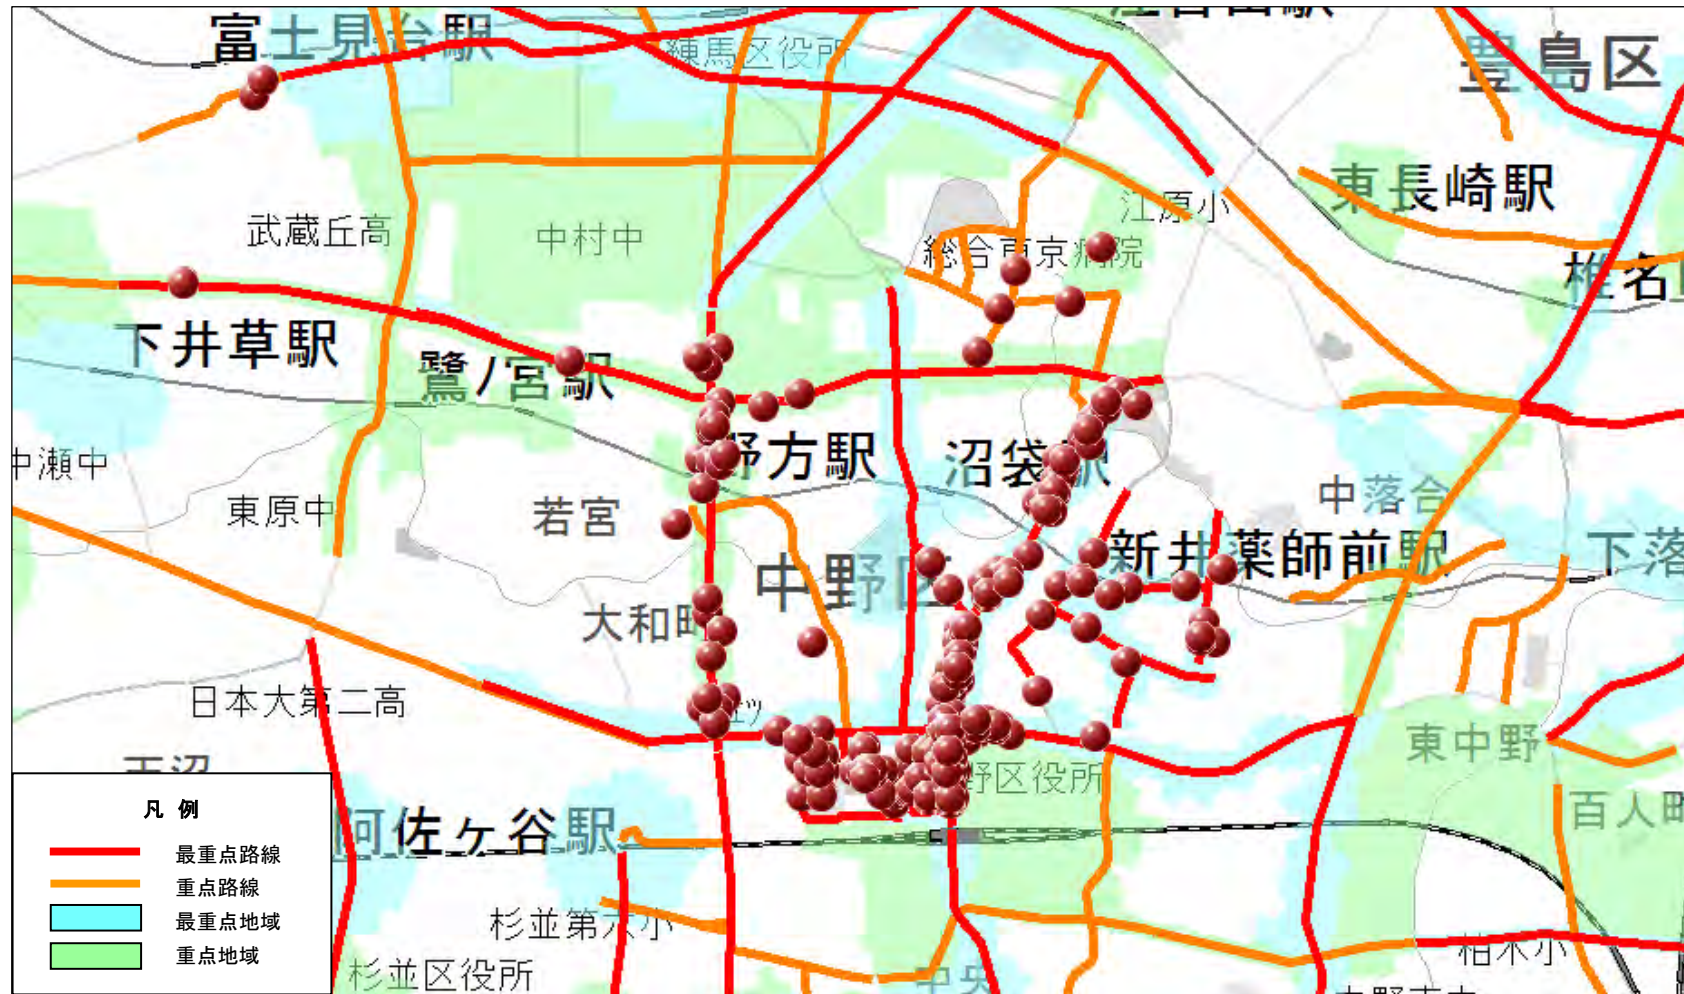 富士見台駅
練馬区役所
豊島区
東長崎駅
江原小
武蔵丘高
中村中
総合東京病院
椎名
下井草駅
鷺ノ宮駅
野方駅
沼袋駅
中瀬中
東原中
若宮
中落合
新井薬師前駅
下落
中野区
大和町
日本大第二高
東中野
野区役所
百人町
阿佐ヶ谷駅
杉並第六小
柏木小
杉並区役所
中央
凡 例
最重点路線
重点路線
最重点地域
重点地域